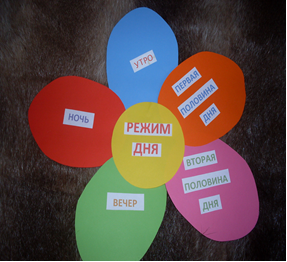 УТРО
ПЕРВАЯ
ПОЛОВИНА
ДНЯ
НОЧЬ
РЕЖИМ
ДНЯ
ВТОРАЯ
ПОЛОВИНА
ДНЯ
ВЕЧЕР